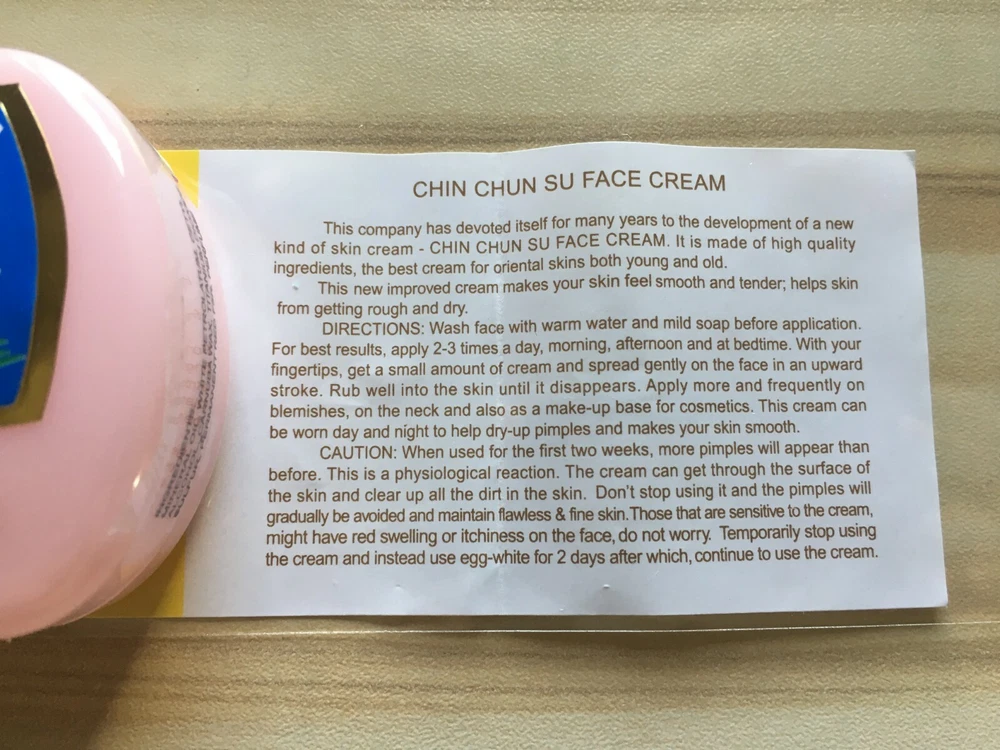 CHIN CHUN SU FACE CREAM
This company has devoted itself for many years to the development of a new
kind of skin cream - CHIN CHUN SU FACE CREAM. It is made of high quality
ingredients, the best cream for oriental skins both young and old.
This new improved cream makes your skin feel smooth and tender; helps skin
from getting rough and dry.
DIRECTIONS: Wash face with warm water and mild soap before application.
For best results, apply 2-3 times a day, morning, afternoon and at bedtime. With your
fingertips, get a small amount of cream and spread gently on the face in an upward
stroke. Rub well into the skin until it disappears. Apply more and frequently on
blemishes, on the neck and also as a make-up base for cosmetics. This cream can
be worn day and night to help dry-up pimples and makes your skin smooth.
CAUTION: When used for the first two weeks, more pimples will appear than
before. This is a physiological reaction. The cream can get through the surface of
the skin and clear up all the dirt in the skin. Don't stop using it and the pimples will
gradually be avoided and maintain flawless & fine skin.Those that are sensitive to the cream,
might have red swelling or itchiness on the face, do not worry. Temporarily stop using
the cream and instead use egg-white for 2 days after which, continue to use the cream.